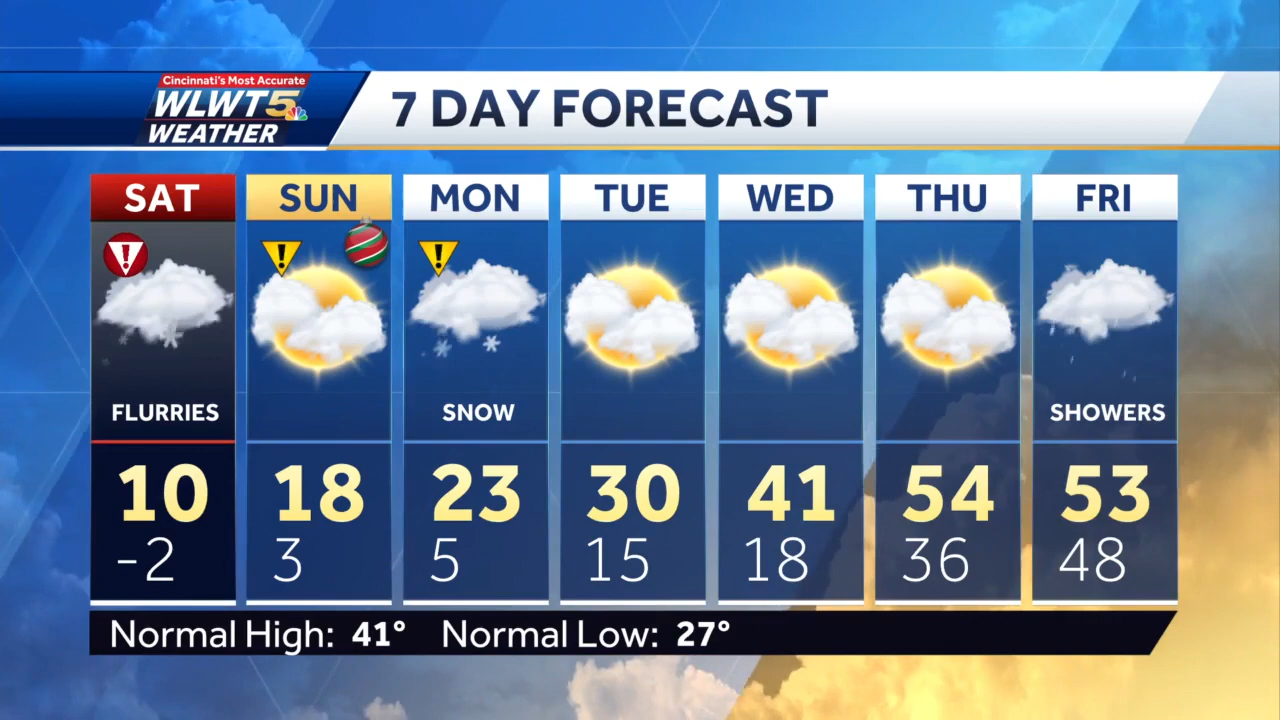 Cincinnati's Most Accurate
WLWT5
WEATHER
7 DAY FORECAST
SAT SUN MON TUE WED THU FRI
! ! !
FLURRIES SNOW SHOWERS
10 18 23 30 41 54 53
-2 3 5 15 18 36 48
Normal High: 41° Normal Low: 27°